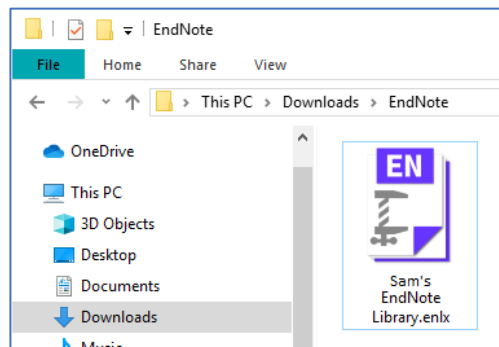 EndNote
File Home Share View
This PC > Downloads > EndNote
OneDrive
This PC
3D Objects
Desktop
Documents
Downloads
Music
EN
Sam's
EndNote
Library.enlx